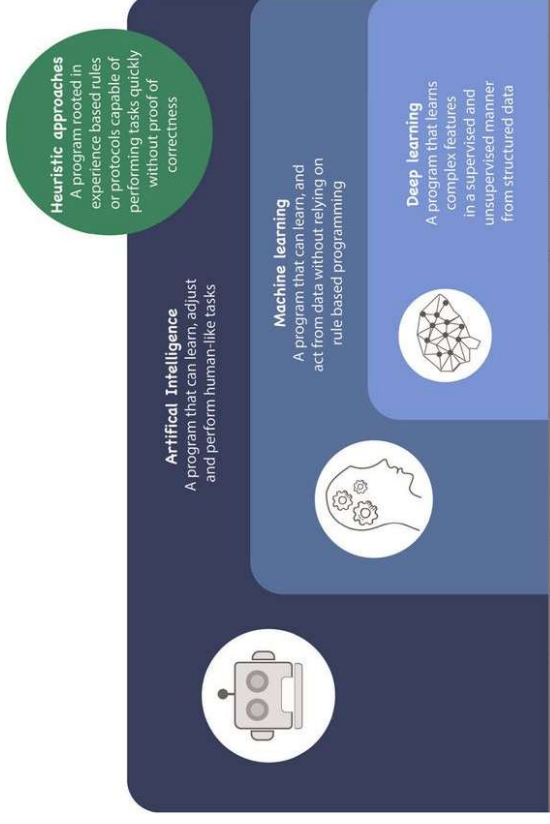 Heuristic approaches
A program rooted in
experience based rules
or protocols capable of
performing tasks quickly
without proof of
correctness
Artifical Intelligence
A program that can learn, adjust
and perform human-like tasks
Machine learning
A program that can learn, and
act from data without relying on
rule based programming
Deep learning
A program that learns
complex features
in a supervised and
unsupervised manner
from structured data